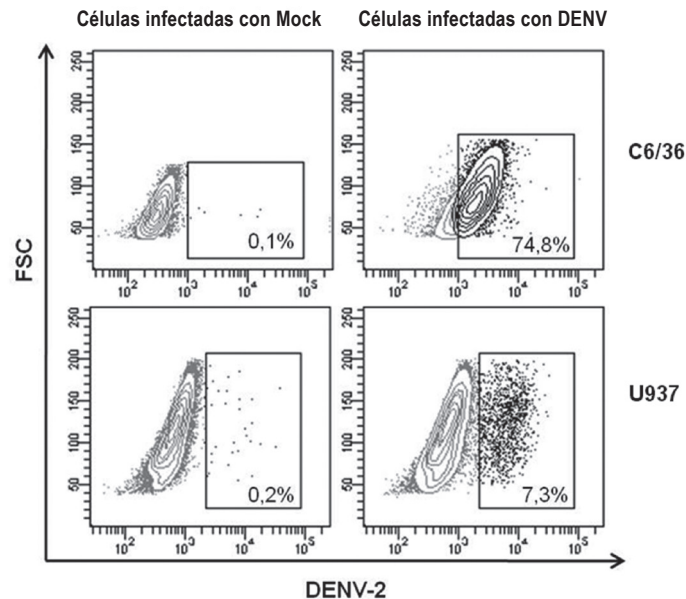 Células infectadas con Mock
Células infectadas con DENV
250
200
150
100
50
0,1%
10² 10³ 10⁴ 10⁵
250
200
150
100
50
74,8%
10² 10³ 10⁴ 10⁵
C6/36
FSC
250
200
150
100
50
0,2%
10² 10³ 10⁴ 10⁵
250
200
150
100
50
7,3%
10² 10³ 10⁴ 10⁵
U937
DENV-2